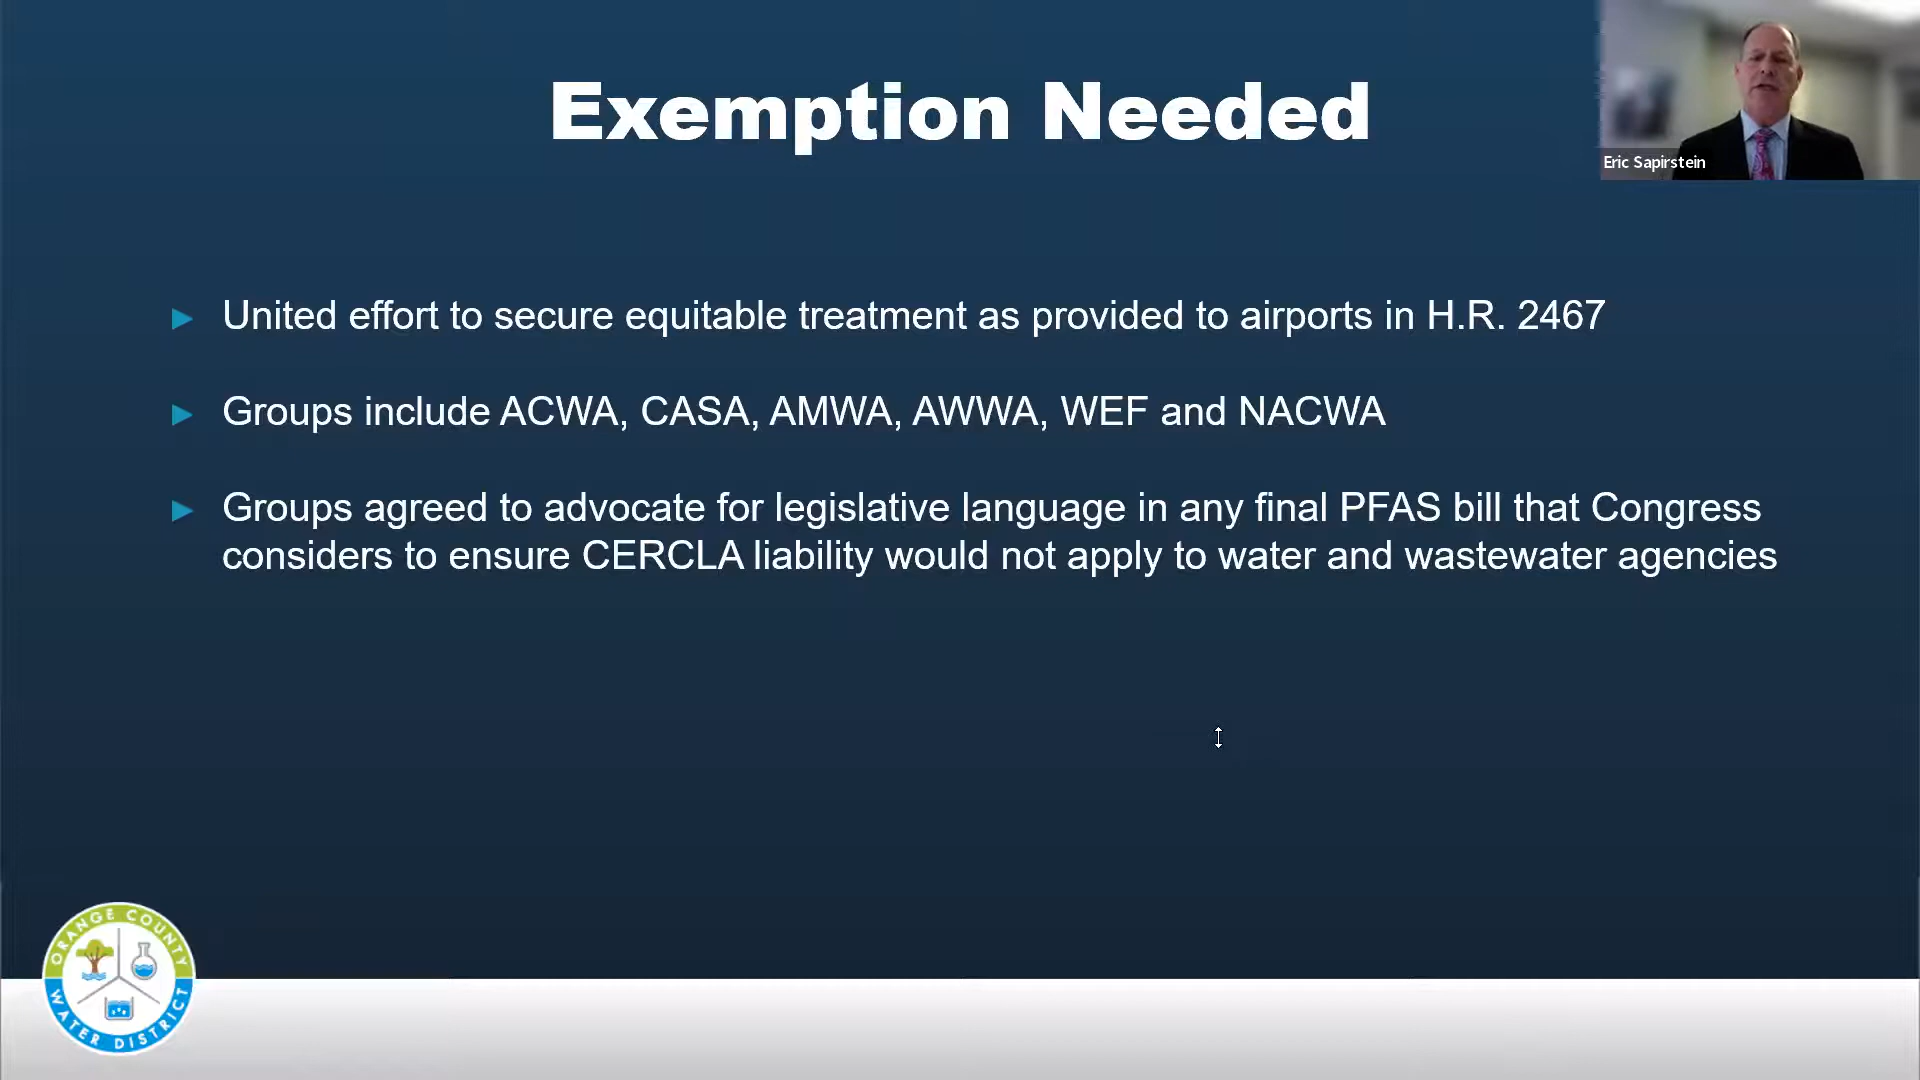 Exemption Needed
Eric Sapirstein
United effort to secure equitable treatment as provided to airports in H.R. 2467
Groups include ACWA, CASA, AMWA, AWWA, WEF and NACWA
Groups agreed to advocate for legislative language in any final PFAS bill that Congress
considers to ensure CERCLA liability would not apply to water and wastewater agencies
ORANGE COUNTY
WATER DISTRICT